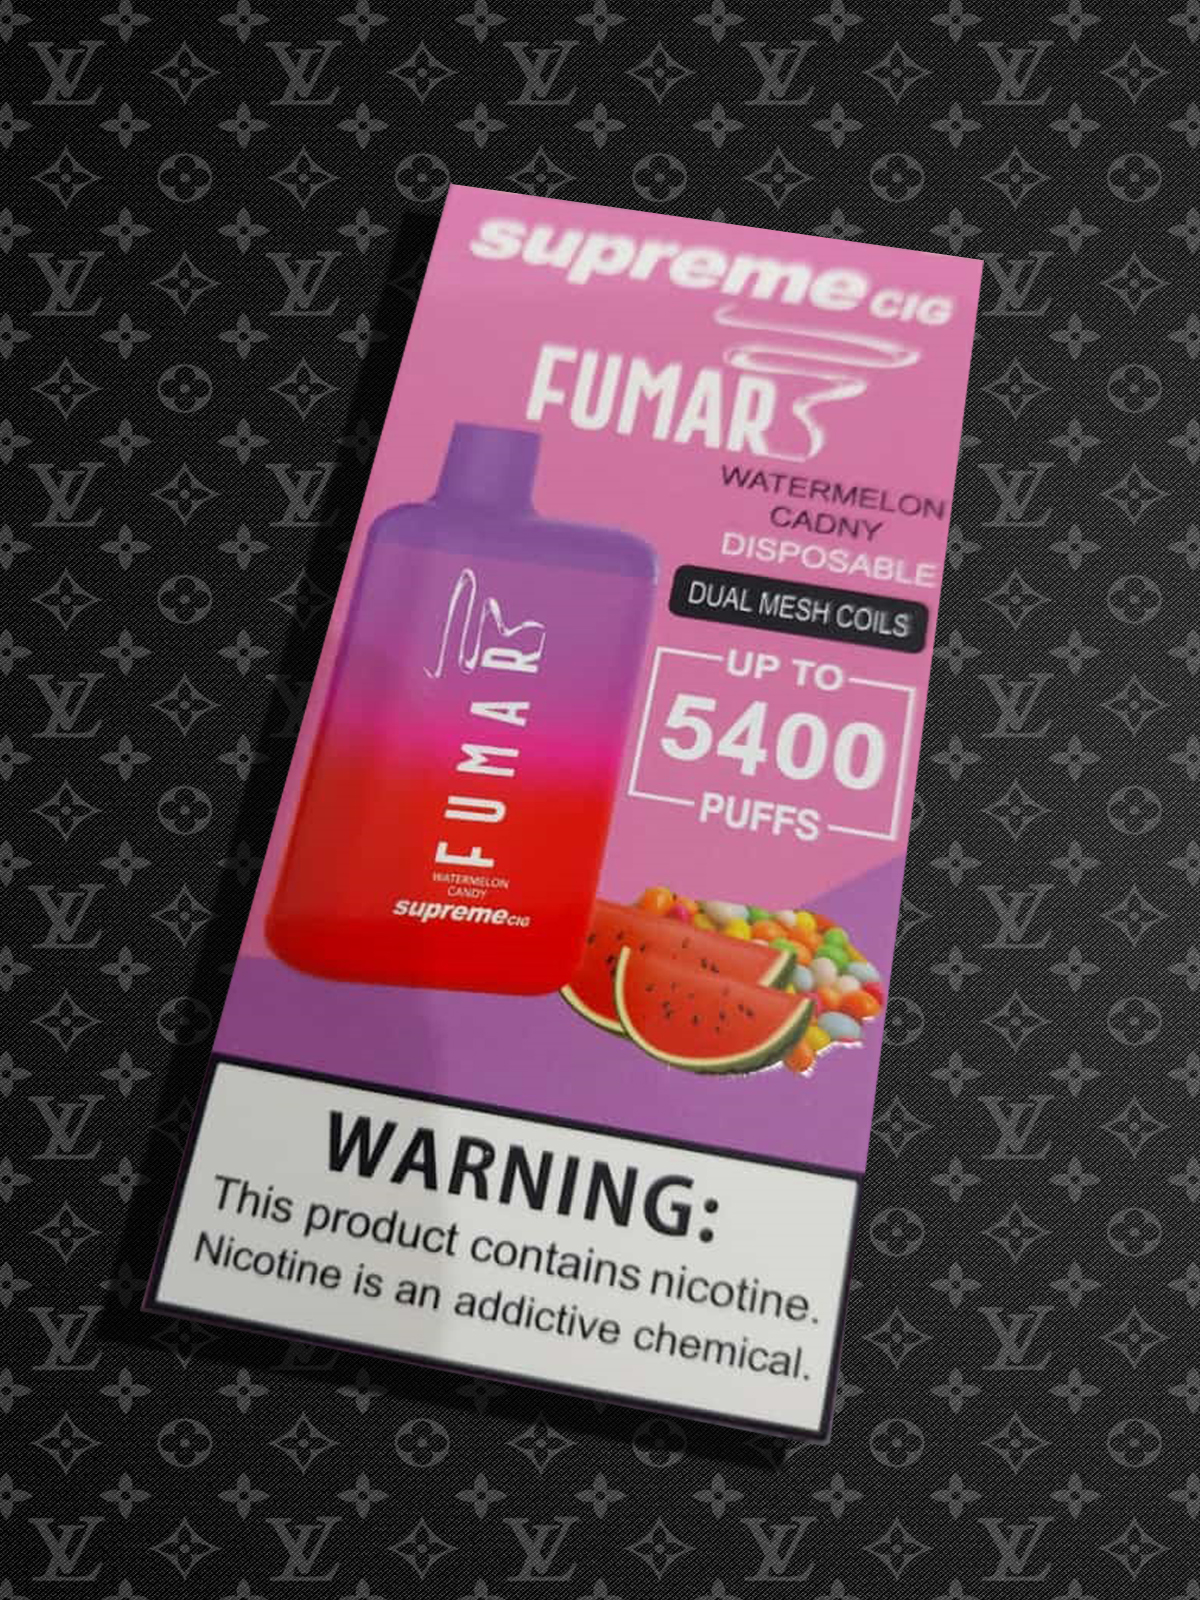 supreme CIG
FUMAR
WATERMELON
CADNY
DISPOSABLE
DUAL MESH COILS
UP TO
5400
PUFFS
FUMAR
WATERMELON
CANDY
supreme CIG
WARNING:
This product contains nicotine.
Nicotine is an addictive chemical.